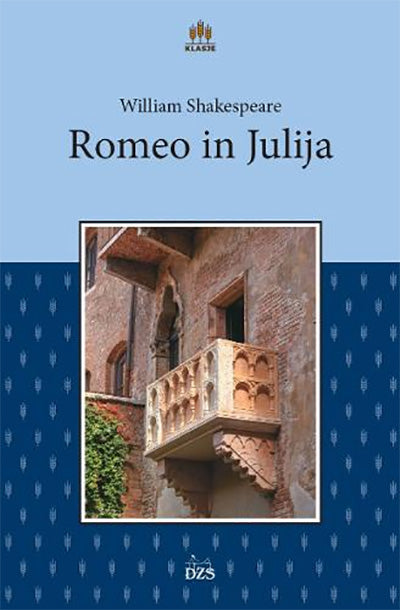 KLASJE
William Shakespeare
Romeo in Julija
DZS